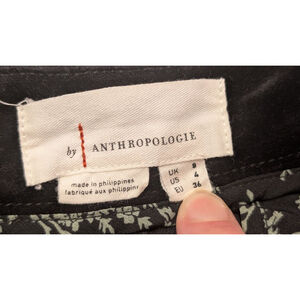 by ANTHROPOLOGIE
made in philippines
fabriqué aux philippin
UK 8
US 4
EU 36